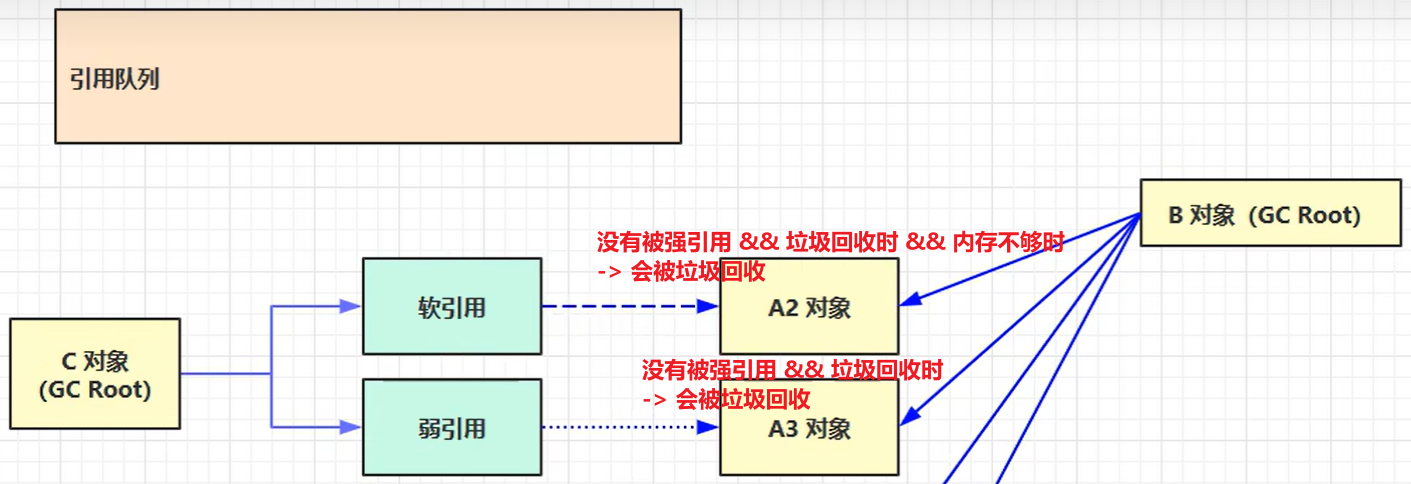 引用队列
B 对象（GC Root）
没有被强引用 && 垃圾回收时 && 内存不够时
-> 会被垃圾回收
软引用
A2 对象
C 对象
(GC Root)
没有被强引用 && 垃圾回收时
-> 会被垃圾回收
弱引用
A3 对象